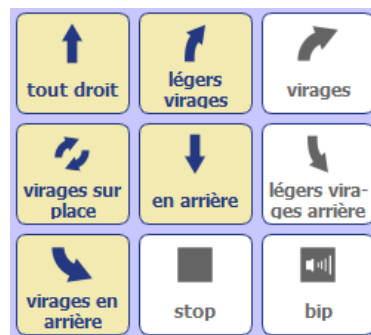 tout droit
légers
virages
virages
virages sur
place
en arrière
légers vira-
ges arrière
virages en
arrière
stop
bip